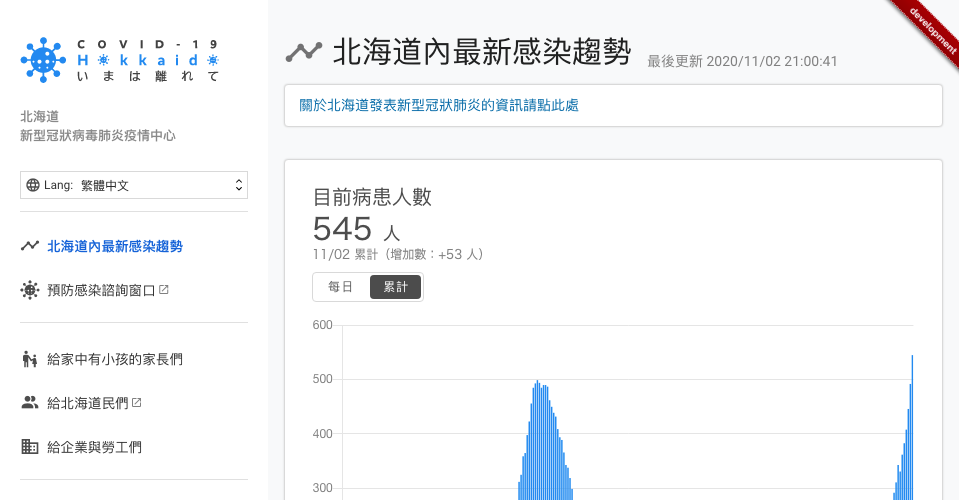 COVID-19
Hokkaido
いまは離れて
北海道
新型冠狀病毒肺炎疫情中心
Lang: 繁體中文
北海道內最新感染趨勢
預防感染諮詢窗口
給家中有小孩的家長們
給北海道民們
給企業與勞工們
development
北海道內最新感染趨勢
最後更新 2020/11/02 21:00:41
關於北海道發表新型冠狀肺炎的資訊請點此處
目前病患人數
545 人
11/02 累計（增加數：+53 人）
每日 累計
600
500
400
300